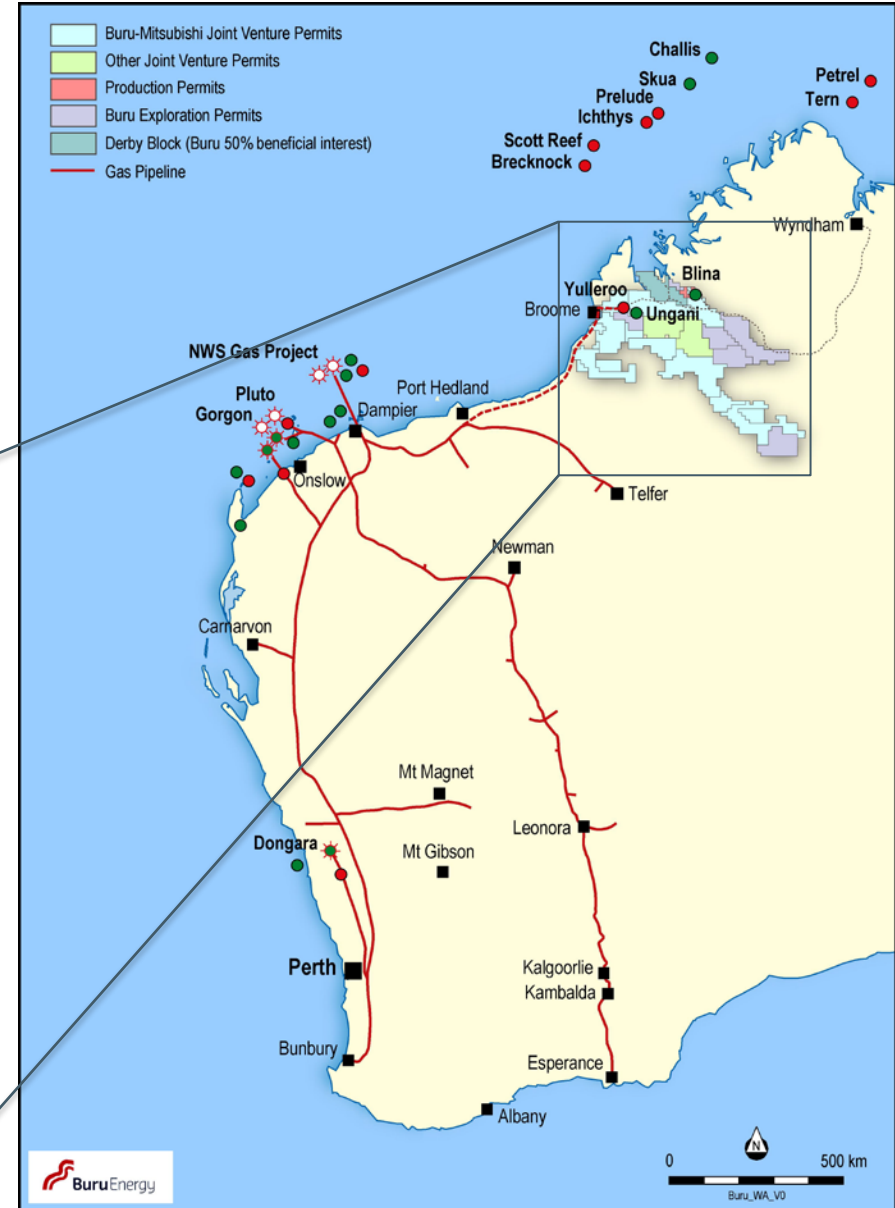 Buru-Mitsubishi Joint Venture Permits
Other Joint Venture Permits
Production Permits
Buru Exploration Permits
Derby Block (Buru 50% beneficial interest)
Gas Pipeline
Challis
Skua
Petrel
Tern
Prelude
Ichthys
Scott Reef
Brecknock
Wyndham
Blina
Yulleroo
Broome
Ungani
NWS Gas Project
Port Hedland
Pluto
Gorgon
Dampier
Onslow
Telfer
Newman
Carnarvon
Mt Magnet
Leonora
Dongara
Mt Gibson
Perth
Kalgoorlie
Kambalda
Bunbury
Esperance
Albany
0 500 km
Buru_WA_V0
N
BuruEnergy